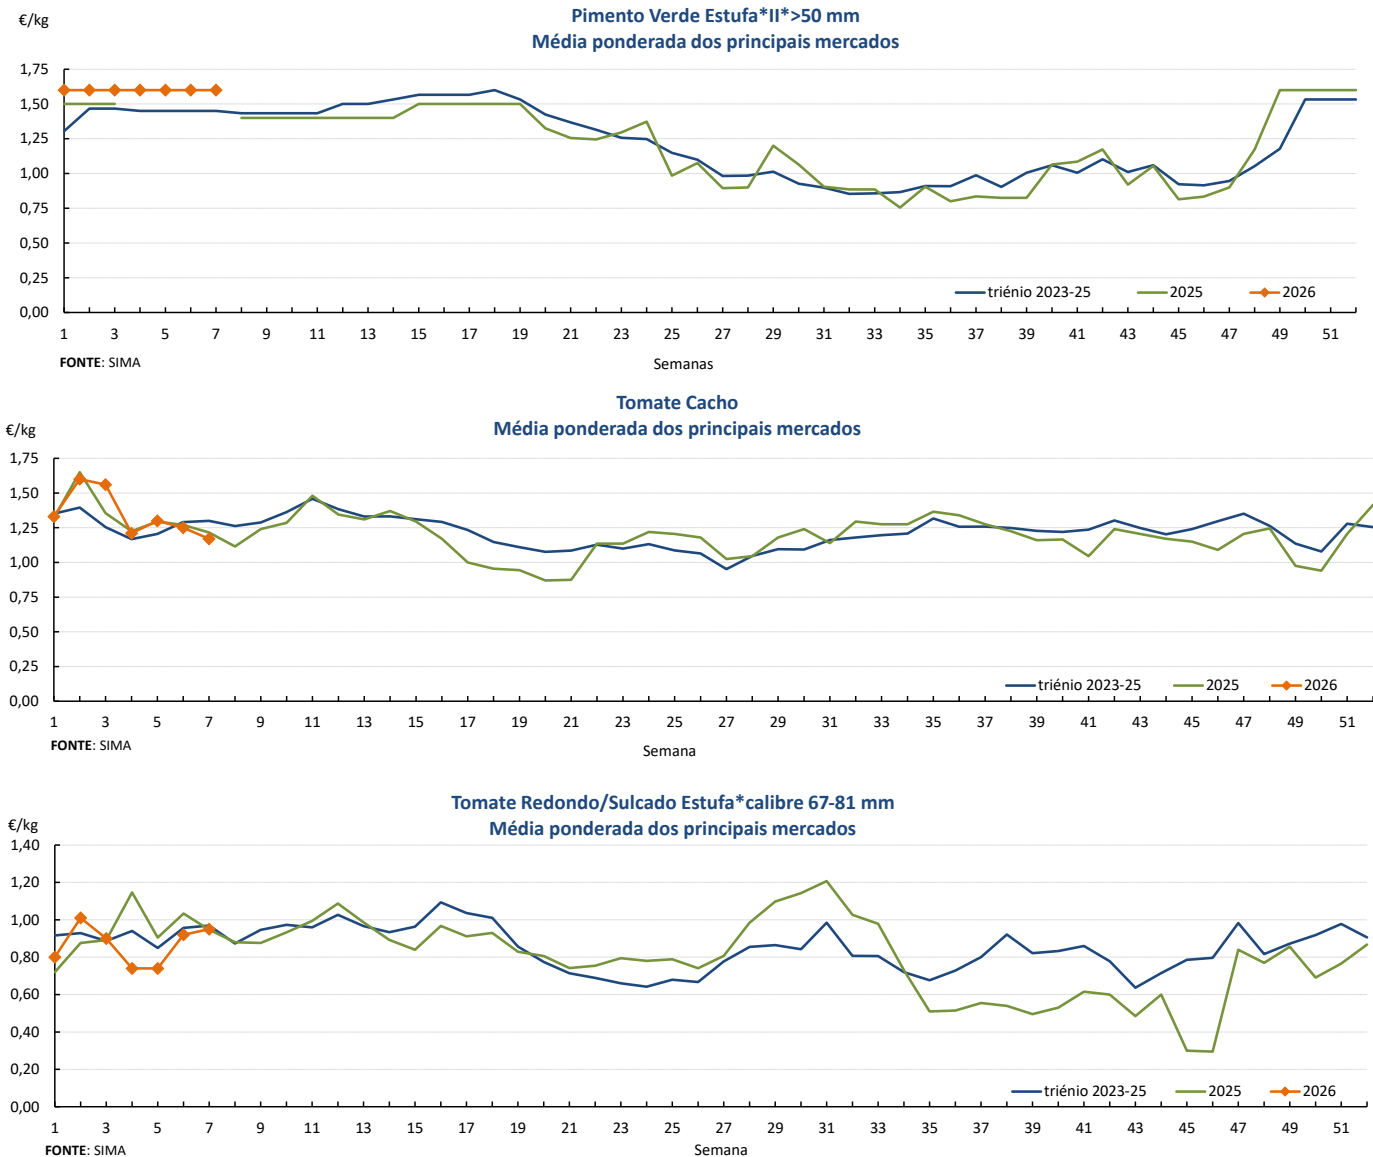 Pimento Verde Estufa*II*>50 mm
Média ponderada dos principais mercados
€/kg
1,75
1,50
1,25
1,00
0,75
0,50
0,25
0,00
triénio 2023-25 2025 2026
1 3 5 7 9 11 13 15 17 19 21 23 25 27 29 31 33 35 37 39 41 43 45 47 49 51
FONTE: SIMA
Semanas
Tomate Cacho
Média ponderada dos principais mercados
€/kg
1,75
1,50
1,25
1,00
0,75
0,50
0,25
0,00
triénio 2023-25 2025 2026
1 3 5 7 9 11 13 15 17 19 21 23 25 27 29 31 33 35 37 39 41 43 45 47 49 51
FONTE: SIMA
Semana
Tomate Redondo/Sulcado Estufa*calibre 67-81 mm
Média ponderada dos principais mercados
€/kg
1,40
1,20
1,00
0,80
0,60
0,40
0,20
0,00
triénio 2023-25 2025 2026
1 3 5 7 9 11 13 15 17 19 21 23 25 27 29 31 33 35 37 39 41 43 45 47 49 51
FONTE: SIMA
Semana